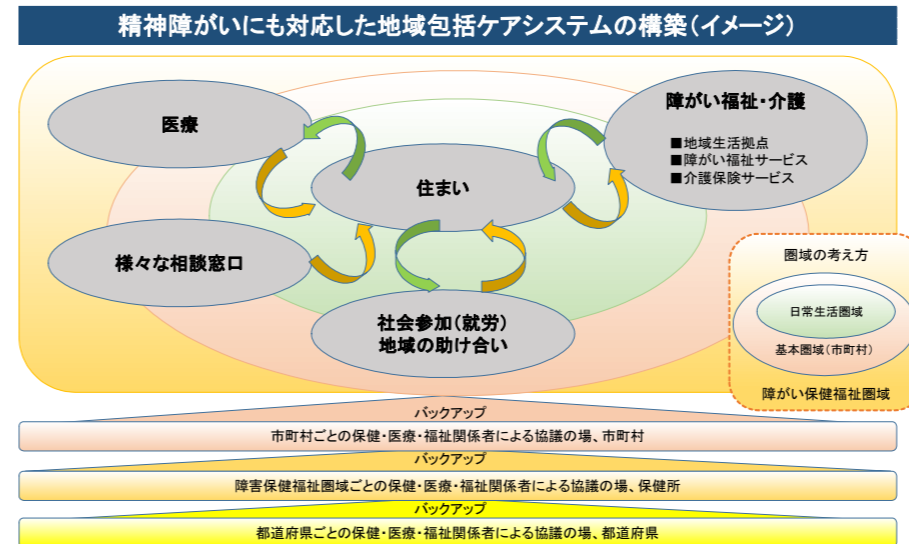 精神障がいにも対応した地域包括ケアシステムの構築(イメージ)
医療
障がい福祉・介護
■地域生活拠点
■障がい福祉サービス
■介護保険サービス
住まい
様々な相談窓口
社会参加(就労)
地域の助け合い
圏域の考え方
日常生活圏域
基本圏域(市町村)
障がい保健福祉圏域
バックアップ
市町村ごとの保健・医療・福祉関係者による協議の場、市町村
バックアップ
障害保健福祉圏域ごとの保健・医療・福祉関係者による協議の場、保健所
バックアップ
都道府県ごとの保健・医療・福祉関係者による協議の場、都道府県